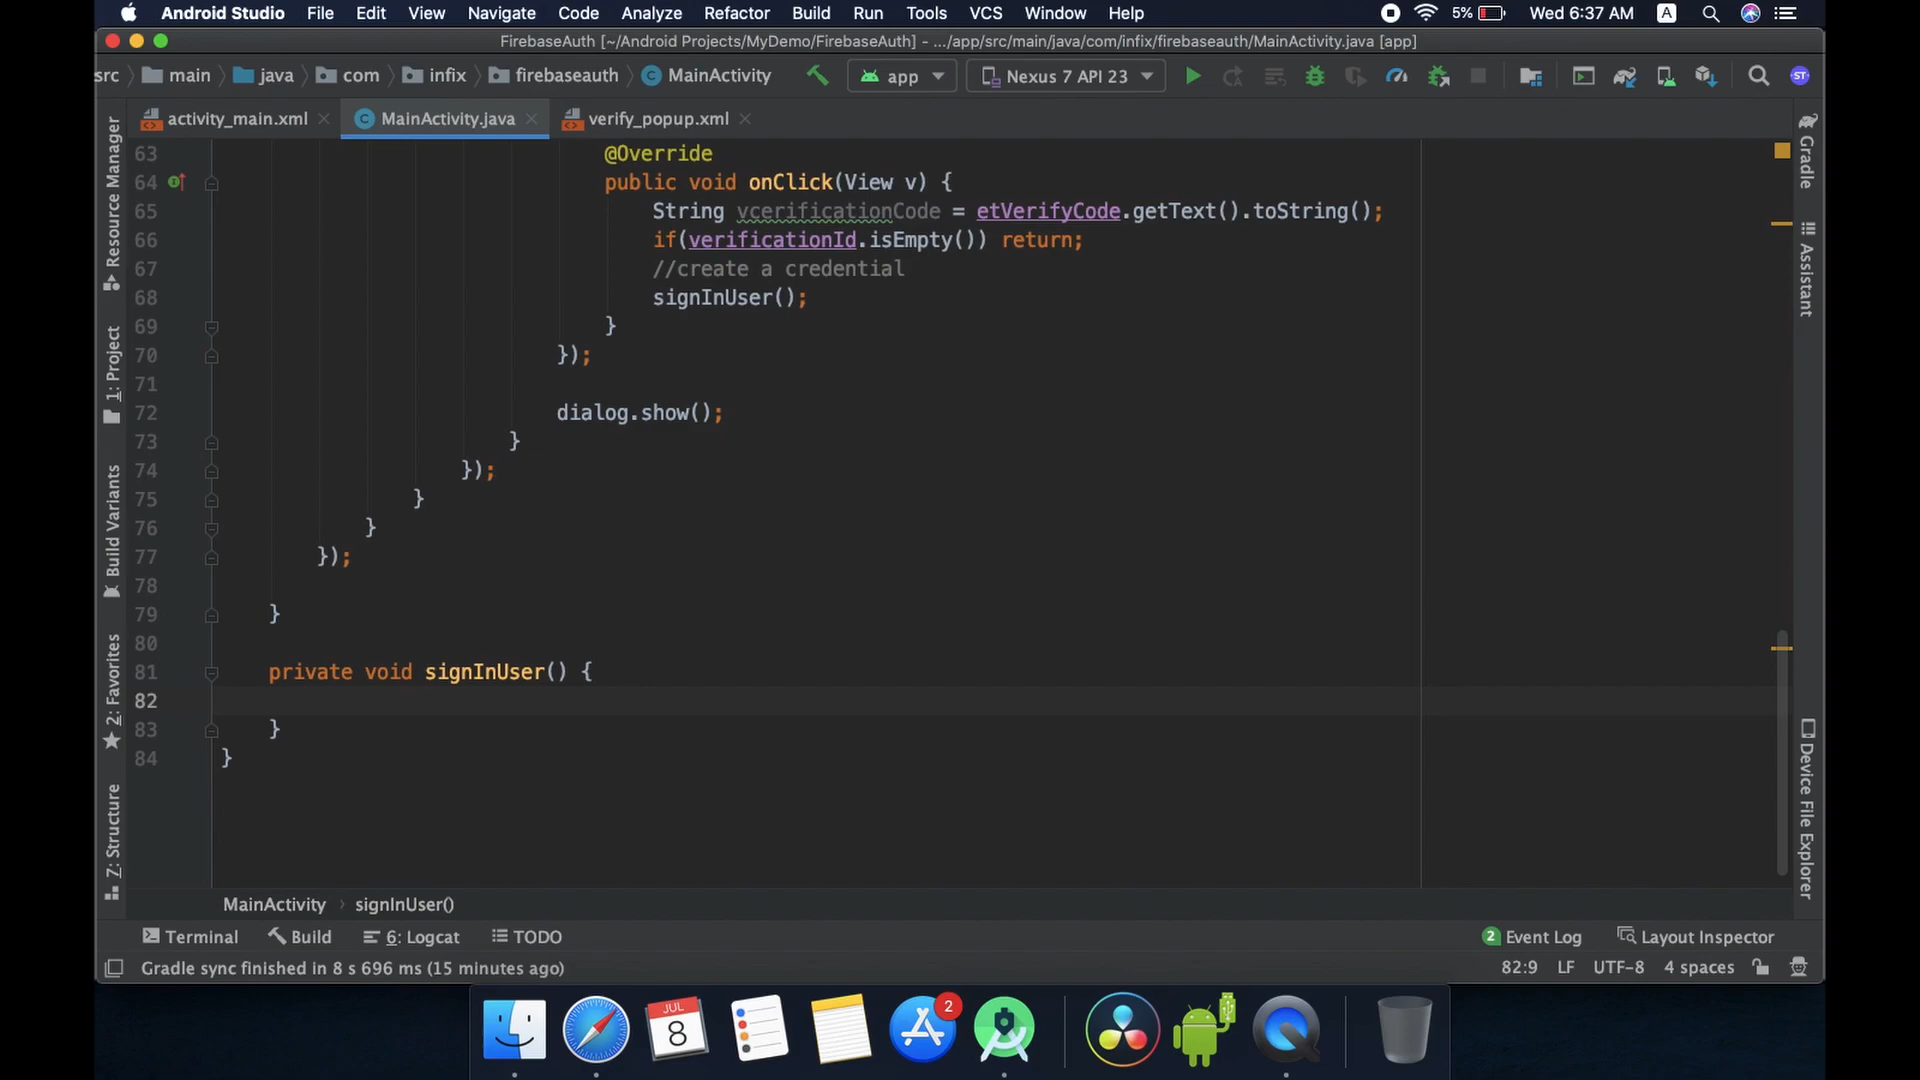 Android Studio File Edit View Navigate Code Analyze Refactor Build Run Tools VCS Window Help 5% Wed 6:37 AM A
FirebaseAuth [~/Android Projects/MyDemo/FirebaseAuth] - .../app/src/main/java/com/infix/firebaseauth/MainActivity.java [app]
src main java com infix firebaseauth MainActivity app Nexus 7 API 23 ST
activity_main.xml MainActivity.java verify_popup.xml
63 @Override
64 public void onClick(View v) {
65 String vcerificationCode = etVerifyCode.getText().toString();
66 if(verificationId.isEmpty()) return;
67 //create a credential
68 signInUser();
69 }
70 });
71
72 dialog.show();
73 }
74 });
75 }
76 }
77 });
78
79 }
80
81 private void signInUser() {
82
83 }
84 }
Resource Manager
1: Project
Build Variants
2: Favorites
Z: Structure
Gradle
Assistant
Device File Explorer
MainActivity › signInUser()
Terminal Build 6: Logcat TODO 2 Event Log Layout Inspector
Gradle sync finished in 8 s 696 ms (15 minutes ago) 82:9 LF UTF-8 4 spaces
JUL
8
2